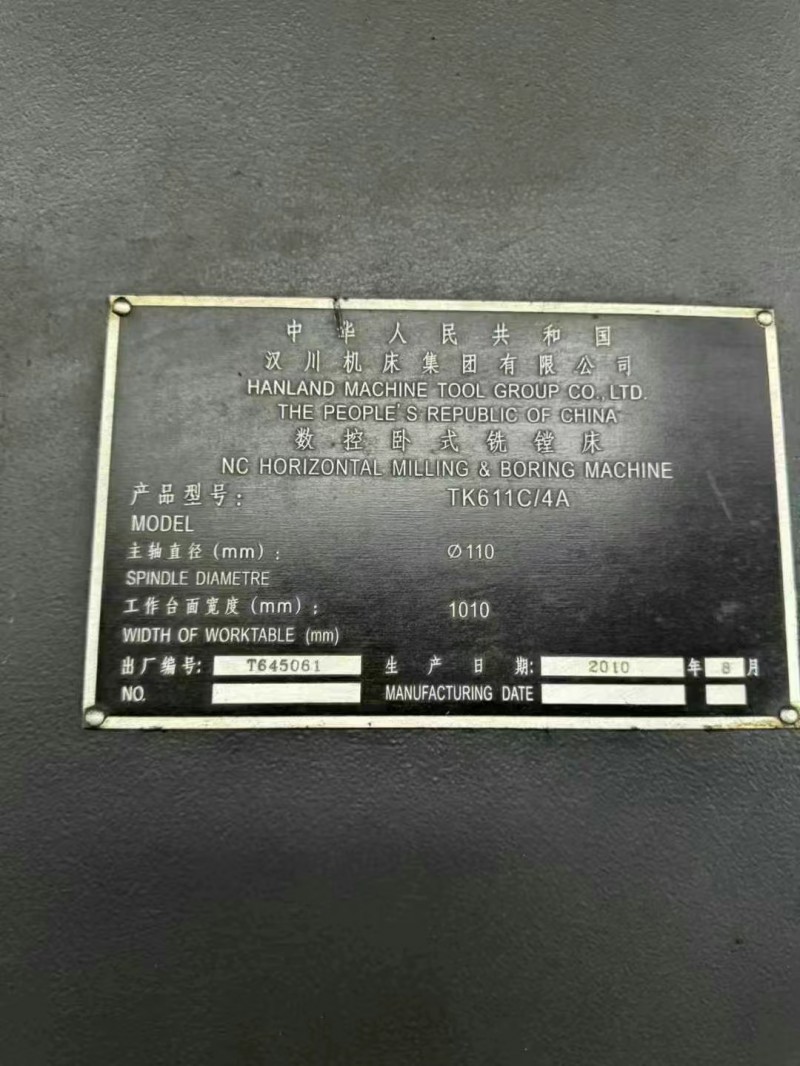 中华人民共和国
汉川机床集团有限公司
HANLAND MACHINE TOOL GROUP CO.,LTD.
THE PEOPLE'S REPUBLIC OF CHINA
数控卧式铣镗床
NC HORIZONTAL MILLING & BORING MACHINE
产品型号: TK611C/4A
MODEL
主轴直径(mm): Ø110
SPINDLE DIAMETRE
工作台面宽度(mm): 1010
WIDTH OF WORKTABLE (mm)
出厂编号: T645061 生产日期: 2010 年 8 月
NO. MANUFACTURING DATE